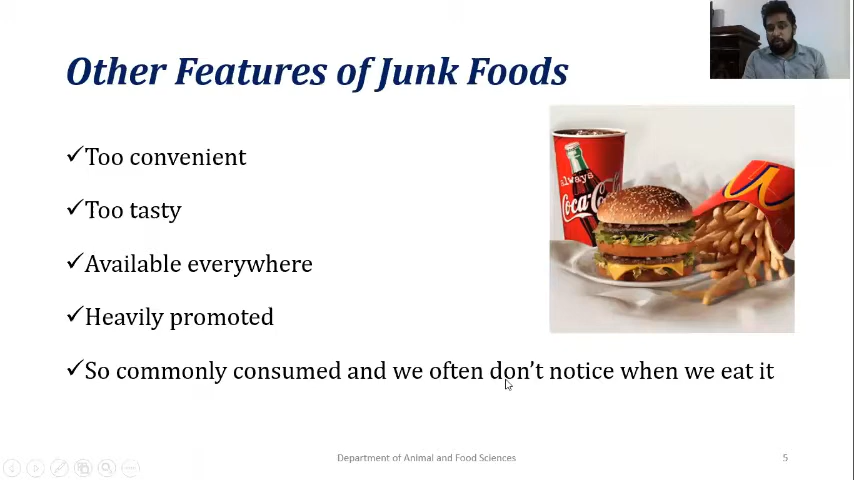 Other Features of Junk Foods
✓Too convenient
✓Too tasty
✓Available everywhere
✓Heavily promoted
✓So commonly consumed and we often don't notice when we eat it
always
Coca-Cola
Department of Animal and Food Sciences
5